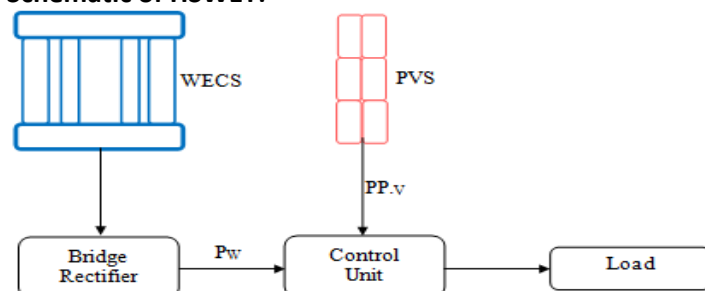 WECS
PVS
PP.V
Bridge
Rectifier
PW
Control
Unit
Load